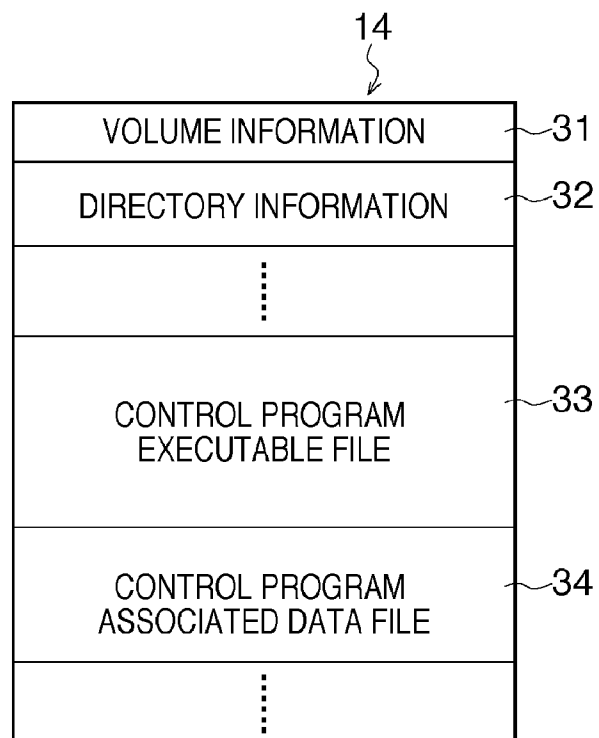 14
VOLUME INFORMATION 31
DIRECTORY INFORMATION 32
CONTROL PROGRAM
EXECUTABLE FILE
33
CONTROL PROGRAM
ASSOCIATED DATA FILE
34